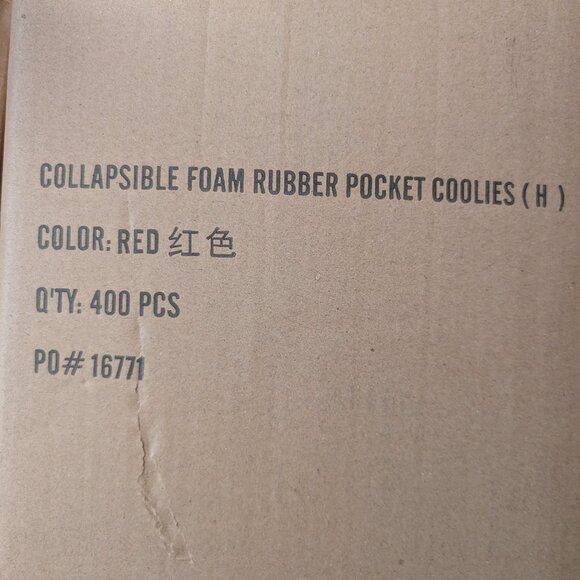 COLLAPSIBLE FOAM RUBBER POCKET COOLIES ( H )
COLOR: RED 红色
Q'TY: 400 PCS
PO# 16771